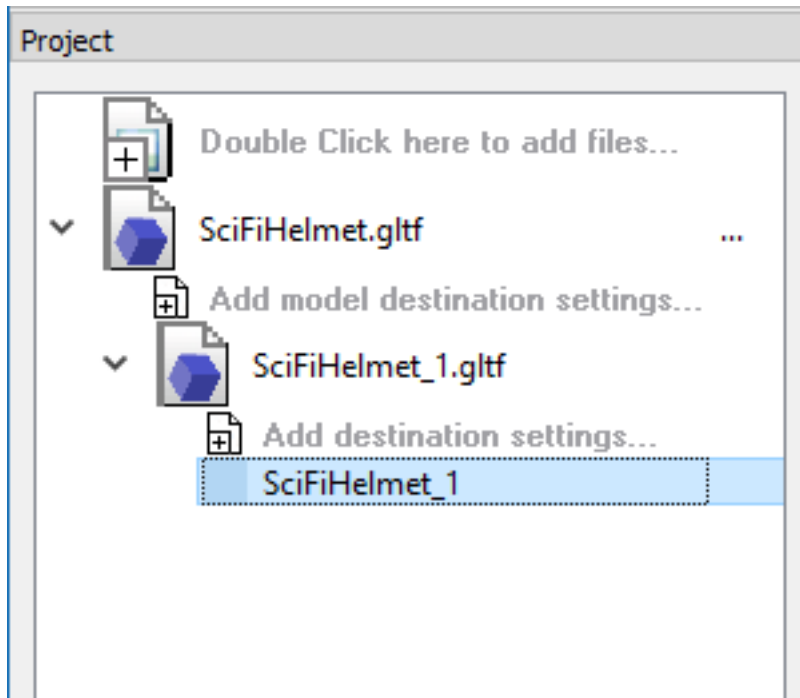 Project
Double Click here to add files...
SciFiHelmet.gltf ...
Add model destination settings...
SciFiHelmet_1.gltf
Add destination settings...
SciFiHelmet_1